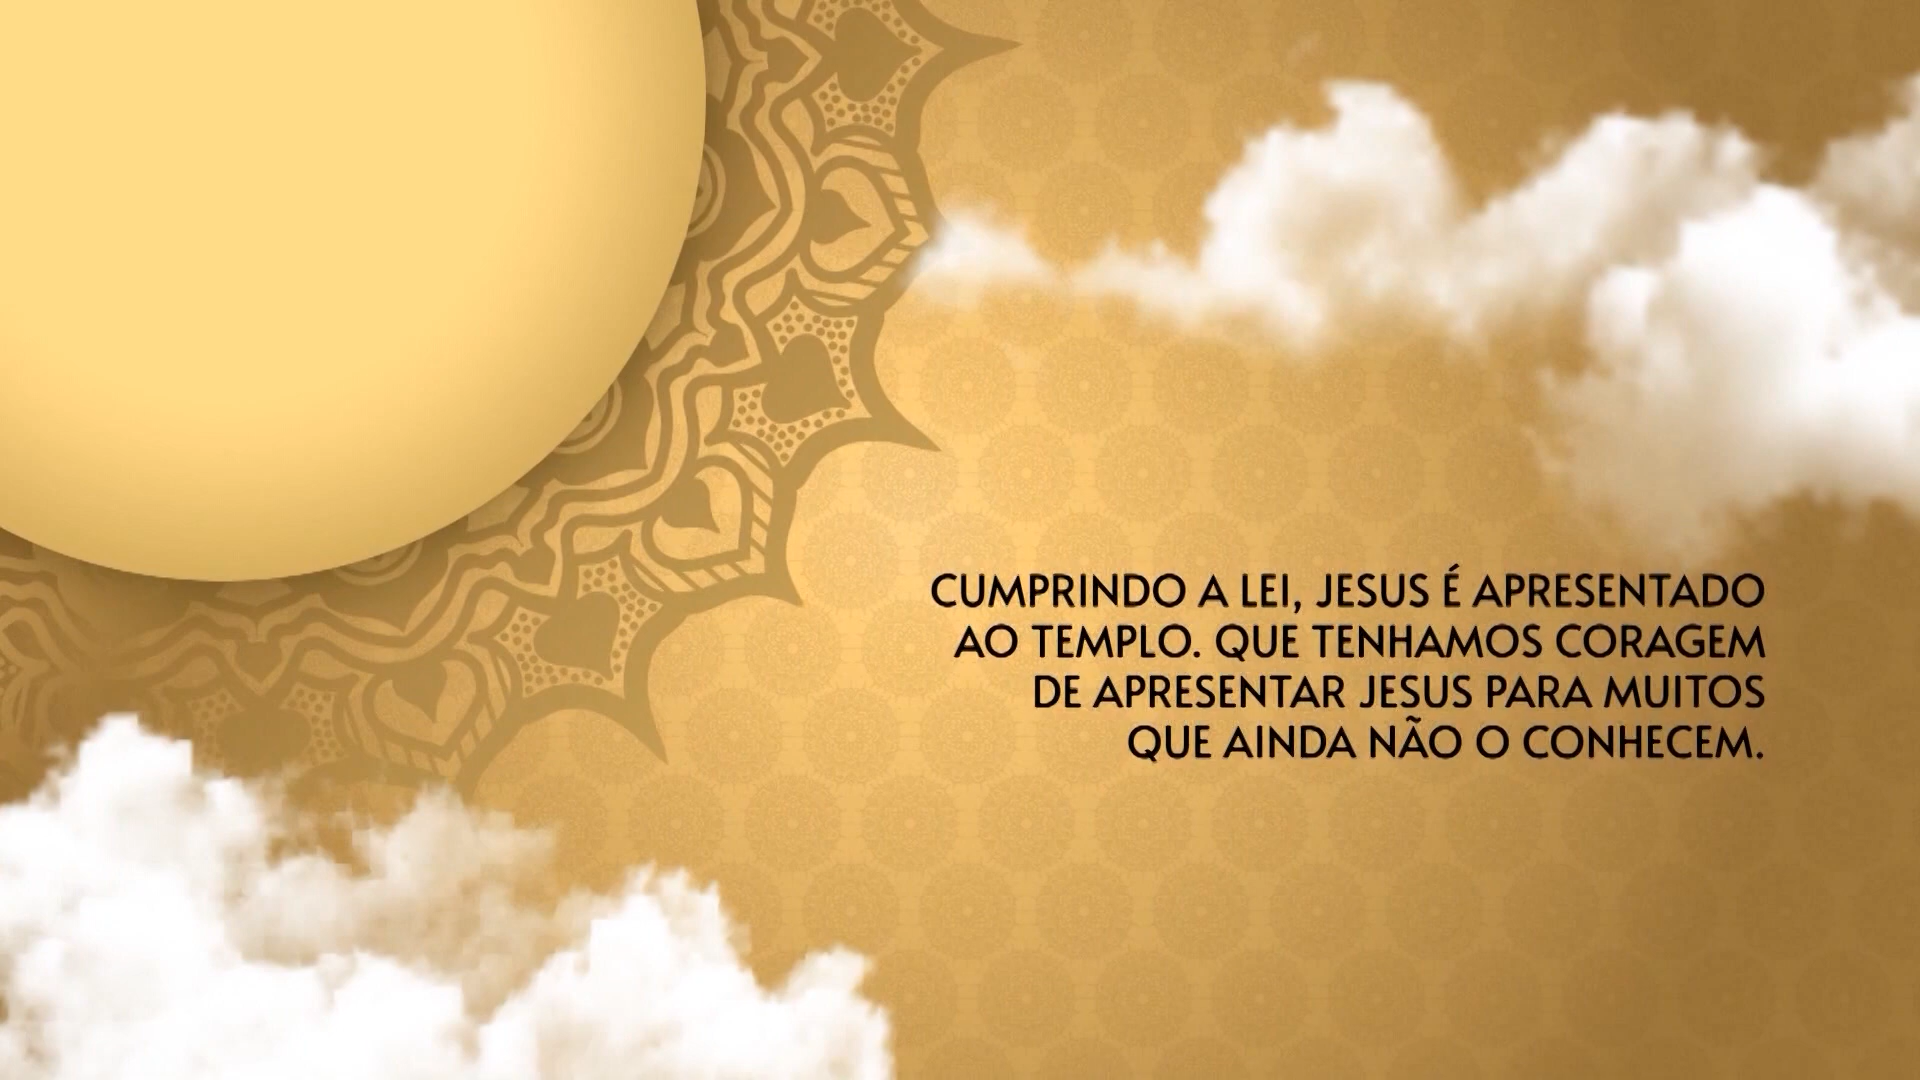 CUMPRINDO A LEI, JESUS É APRESENTADO
AO TEMPLO. QUE TENHAMOS CORAGEM
DE APRESENTAR JESUS PARA MUITOS
QUE AINDA NÃO O CONHECEM.